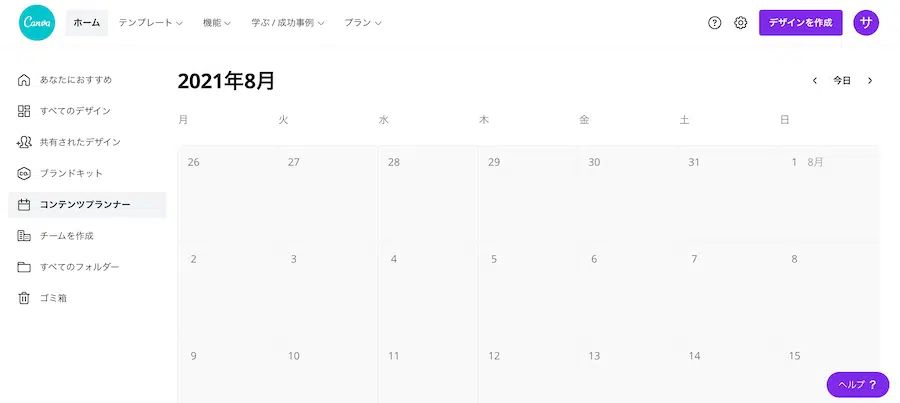 Canva ホーム テンプレート 機能 学ぶ / 成功事例 プラン ? デザインを作成 サ
あなたにおすすめ
すべてのデザイン
共有されたデザイン
CO. ブランドキット
コンテンツプランナー
チームを作成
すべてのフォルダー
ゴミ箱
2021年8月 今日
月 火 水 木 金 土 日
26 27 28 29 30 31 1 8月
2 3 4 5 6 7 8
9 10 11 12 13 14 15
ヘルプ ?